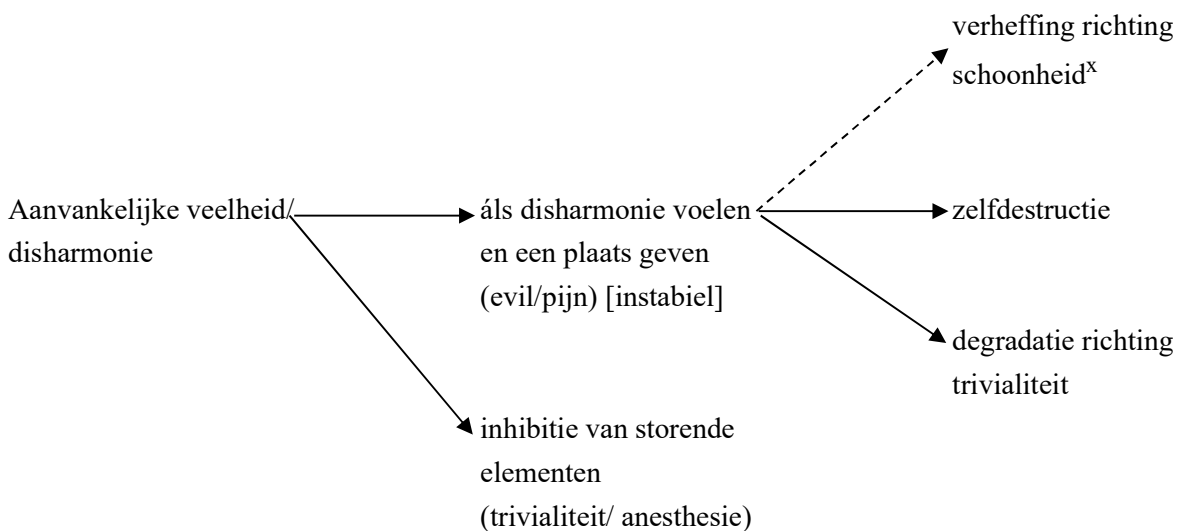 verheffing richting
schoonheidx
Aanvankelijke veelheid/
disharmonie
áls disharmonie voelen
en een plaats geven
(evil/pijn) [instabiel]
zelfdestructie
degradatie richting
trivialiteit
inhibitie van storende
elementen
(trivialiteit/ anesthesie)